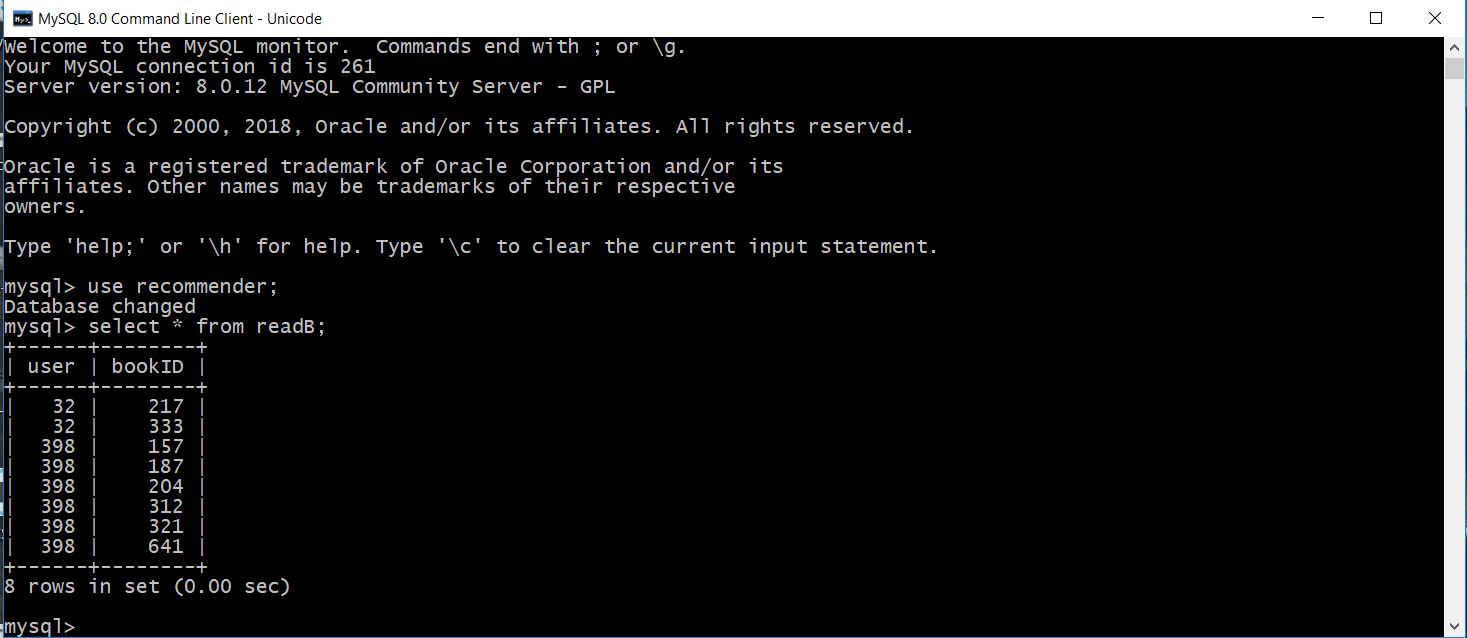 MySQL 8.0 Command Line Client - Unicode
Welcome to the MySQL monitor.  Commands end with ; or \g.
Your MySQL connection id is 261
Server version: 8.0.12 MySQL Community Server - GPL

Copyright (c) 2000, 2018, Oracle and/or its affiliates. All rights reserved.

Oracle is a registered trademark of Oracle Corporation and/or its
affiliates. Other names may be trademarks of their respective
owners.

Type 'help;' or '\h' for help. Type '\c' to clear the current input statement.

mysql> use recommender;
Database changed
mysql> select * from readB;
+------+--------+
| user | bookID |
+------+--------+
|   32 |    217 |
|   32 |    333 |
|  398 |    157 |
|  398 |    187 |
|  398 |    204 |
|  398 |    312 |
|  398 |    321 |
|  398 |    641 |
+------+--------+
8 rows in set (0.00 sec)

mysql>